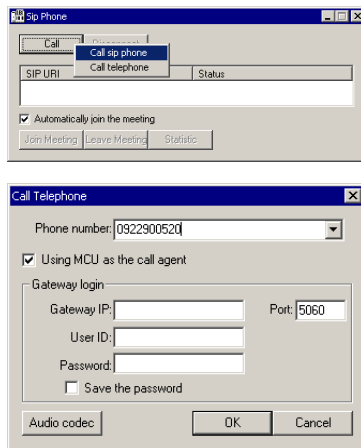 Sip Phone
Call Disconnect
Call sip phone
Call telephone
SIP URI Status
Automatically join the meeting
Join Meeting Leave Meeting Statistic
Call Telephone
Phone number: 0922900520
Using MCU as the call agent
Gateway login
Gateway IP: Port: 5060
User ID:
Password:
Save the password
Audio codec OK Cancel